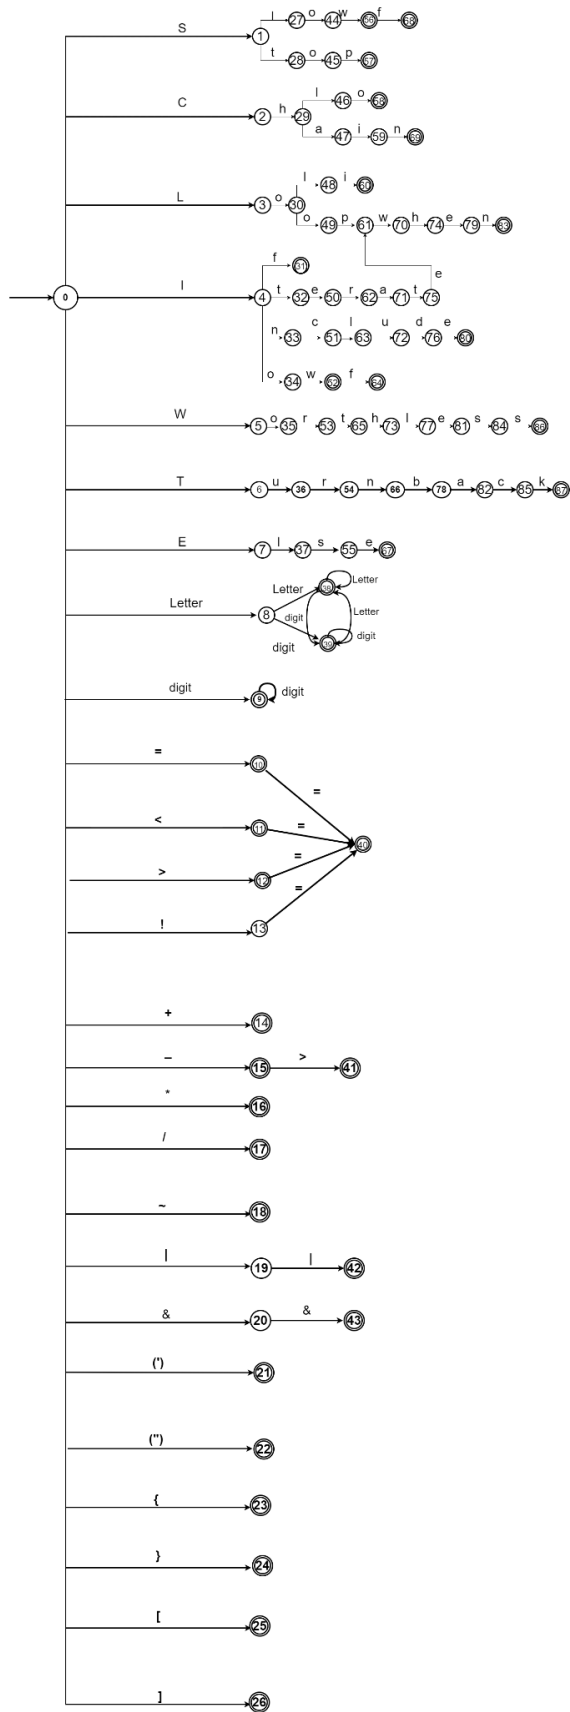 i o w f
S 1 27 44 56 68
t o p
28 45 57
l o
C h 46 58
2 29 a i n
47 59 69
l i
48 60
L o
3 30 o p w h e n
49 61 70 74 79 83
f e
31
I t e r a t
0 4 32 50 62 71 75
n c l u d e
33 51 63 72 76 80
o w f
34 52 64
W o r t h l e s s
5 35 53 65 73 77 81 84 86
T u r n b a c k
6 36 54 66 78 82 85 87
E l s e
7 37 55 67
Letter
Letter 38
Letter 8 digit Letter
39 digit
digit
digit
9 digit
=
10
=
<
11 =
40
>
12 =
!
13 =
+
14
– >
15 41
*
16
/
17
~
18
| |
19 42
& &
20 43
(')
21
('')
22
{
23
}
24
[
25
]
26